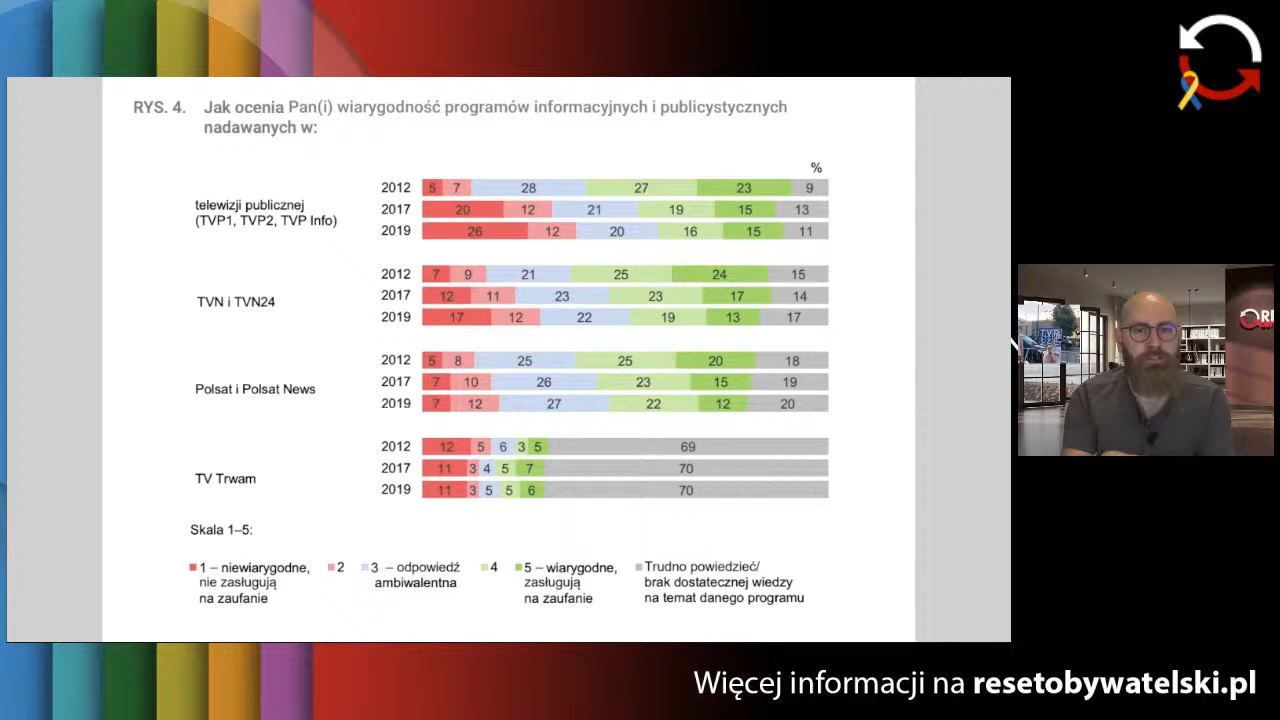 RYS. 4. Jak ocenia Pan(i) wiarygodność programów informacyjnych i publicystycznych
nadawanych w:
%
telewizji publicznej
(TVP1, TVP2, TVP Info)
2012 5 7 28 27 23 9
2017 20 12 21 19 15 13
2019 26 12 20 16 15 11
TVN i TVN24
2012 7 9 21 25 24 15
2017 12 11 23 23 17 14
2019 17 12 22 19 13 17
Polsat i Polsat News
2012 5 8 25 25 20 18
2017 7 10 26 23 15 19
2019 7 12 27 22 12 20
TV Trwam
2012 12 5 6 3 5 69
2017 11 3 4 5 7 70
2019 11 3 5 5 6 70
Skala 1–5:
1 – niewiarygodne,
nie zasługują
na zaufanie
2
3 – odpowiedź
ambiwalentna
4
5 – wiarygodne,
zasługują
na zaufanie
Trudno powiedzieć/
brak dostatecznej wiedzy
na temat danego programu
Więcej informacji na resetobywatelski.pl